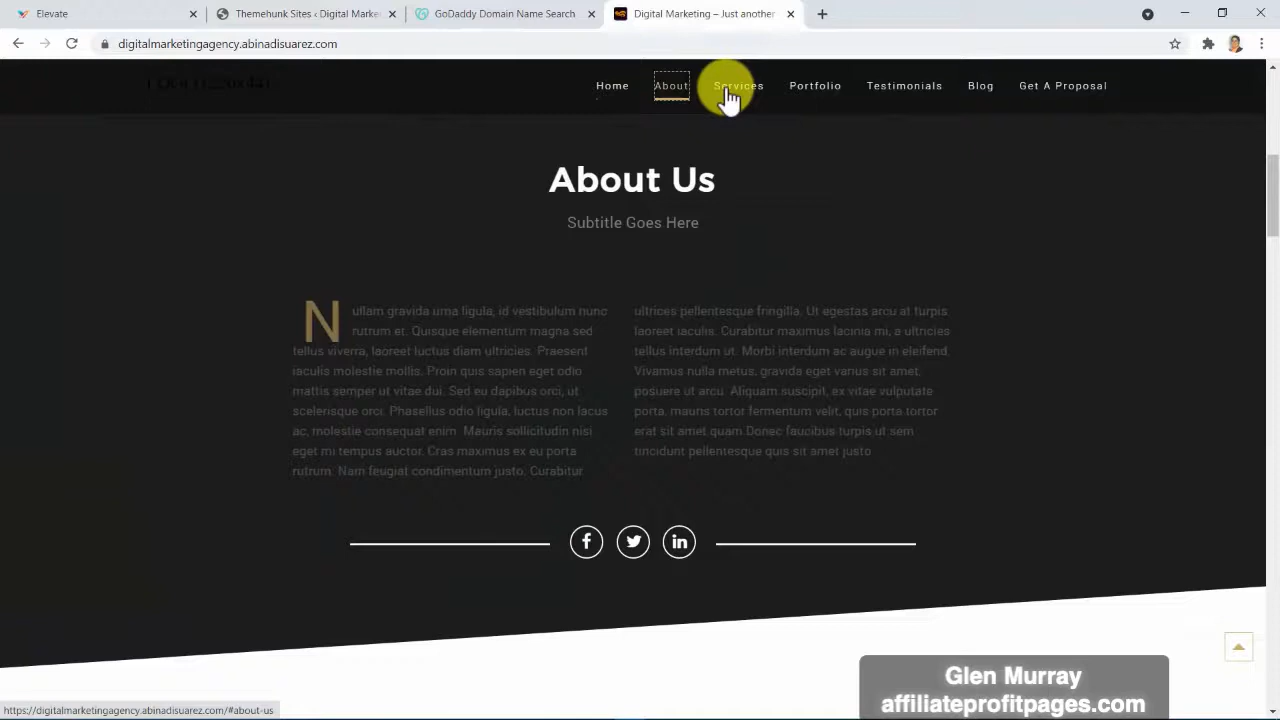 Elevate
Themehunk Sites ‹ Digital Marke
GoDaddy Domain Name Search
Digital Marketing – Just another
digitalmarketingagency.abinadisuarez.com
Home
About
Services
Portfolio
Testimonials
Blog
Get A Proposal
About Us
Subtitle Goes Here
Nullam gravida urna ligula, id vestibulum nunc
rutrum et. Quisque elementum magna sed
tellus viverra, laoreet luctus diam ultricies. Praesent
iaculis molestie mollis. Proin quis sapien eget odio
mattis semper ut vitae dui. Sed eu dapibus orci, ut
scelerisque orci. Phasellus odio ligula, luctus non lacus
ac, molestie consequat enim. Mauris sollicitudin nisi
eget mi tempus auctor. Cras maximus ex eu porta
rutrum. Nam feugiat condimentum justo. Curabitur
ultrices pellentesque fringilla. Ut egestas arcu at turpis
laoreet iaculis. Curabitur maximus lacinia mi, a ultricies
tellus interdum ut. Morbi interdum ac augue in eleifend.
Vivamus nulla metus, gravida eget varius sit amet,
posuere ut arcu. Aliquam suscipit, ex vitae vulputate
porta, mauris tortor fermentum velit, quis porta tortor
erat sit amet quam Donec faucibus turpis ut sem
tincidunt pellentesque quis sit amet justo
https://digitalmarketingagency.abinadisuarez.com/#about-us
Glen Murray
affiliateprofitpages.com